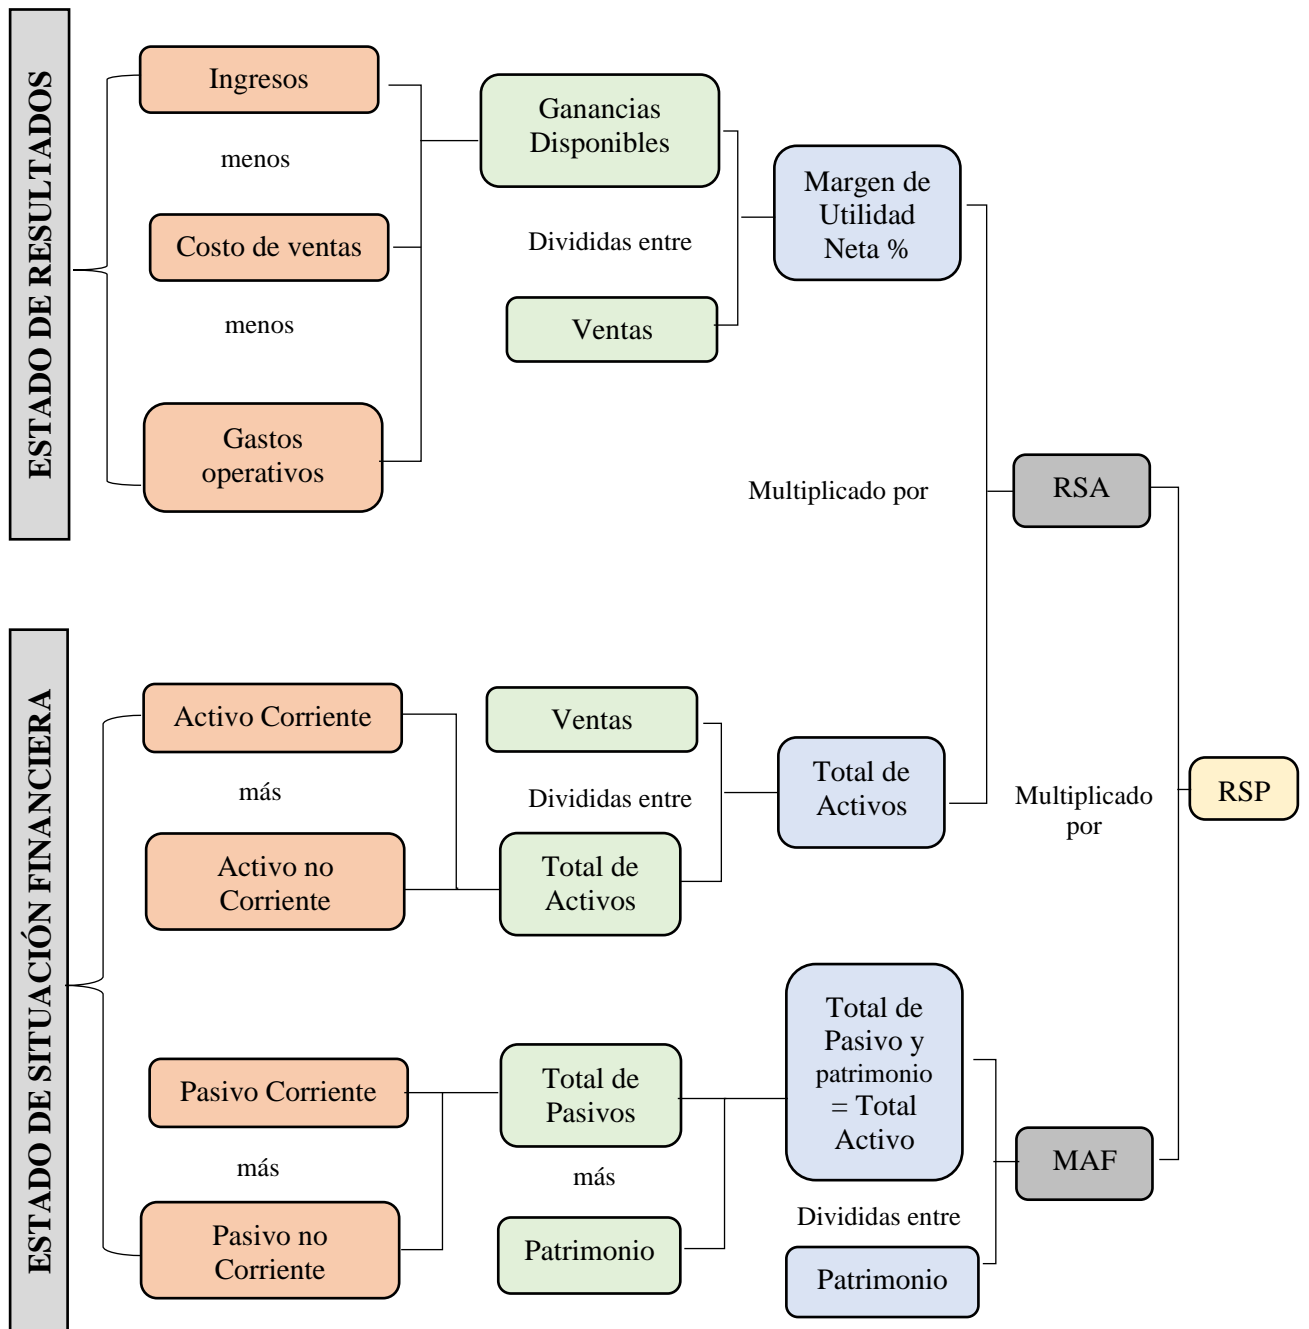 ESTADO DE RESULTADOS
Ingresos
menos
Costo de ventas
menos
Gastos
operativos
Ganancias
Disponibles
Divididas entre
Ventas
Margen de
Utilidad
Neta %
Multiplicado por
RSA
ESTADO DE SITUACIÓN FINANCIERA
Activo Corriente
más
Activo no
Corriente
Ventas
Divididas entre
Total de
Activos
Total de
Activos
Multiplicado
por
RSP
Pasivo Corriente
más
Pasivo no
Corriente
Total de
Pasivos
más
Patrimonio
Total de
Pasivo y
patrimonio
= Total
Activo
Divididas entre
Patrimonio
MAF